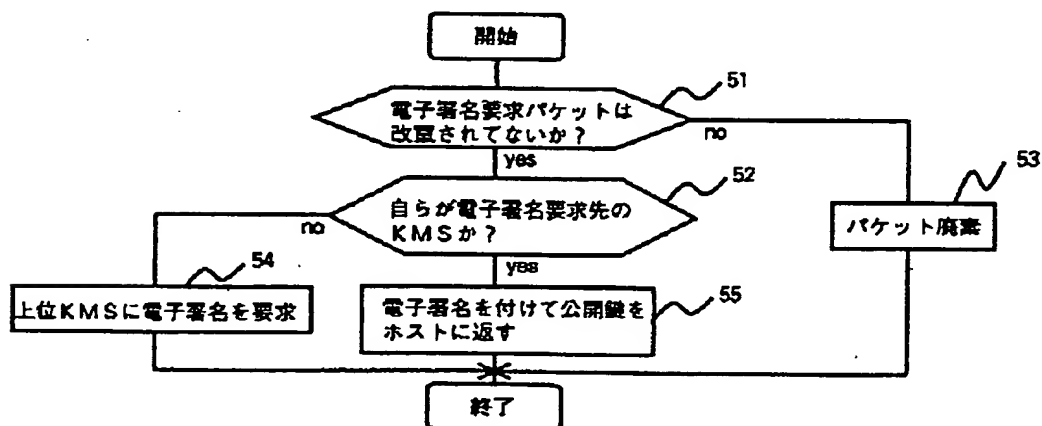 開始
51
電子署名要求パケットは
改竄されてないか？
no
yes
52
53
自らが電子署名要求先の
KMSか？
no
パケット廃棄
yes
54
上位KMSに電子署名を要求
55
電子署名を付けて公開鍵を
ホストに返す
終了